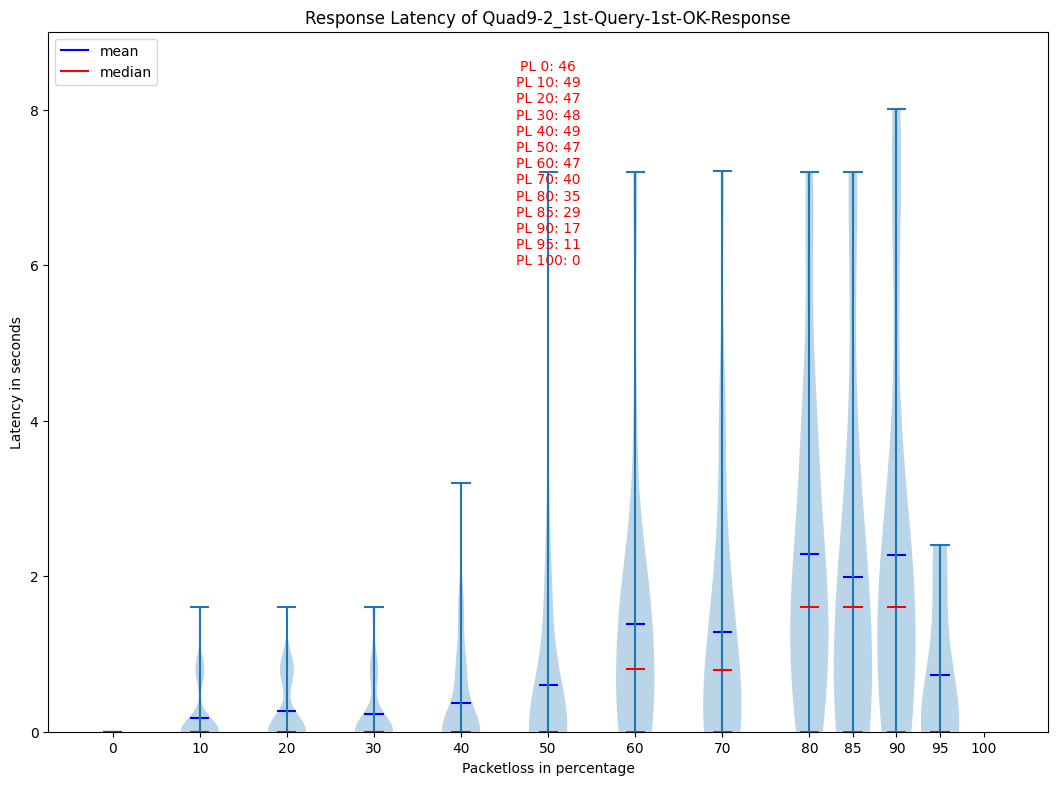 Response Latency of Quad9-2_1st-Query-1st-OK-Response
mean
median
PL 0: 46
PL 10: 49
PL 20: 47
PL 30: 48
PL 40: 49
PL 50: 47
PL 60: 47
PL 70: 40
PL 80: 35
PL 85: 29
PL 90: 17
PL 95: 11
PL 100: 0
Latency in seconds
8
6
4
2
0
0 10 20 30 40 50 60 70 80 85 90 95 100
Packetloss in percentage